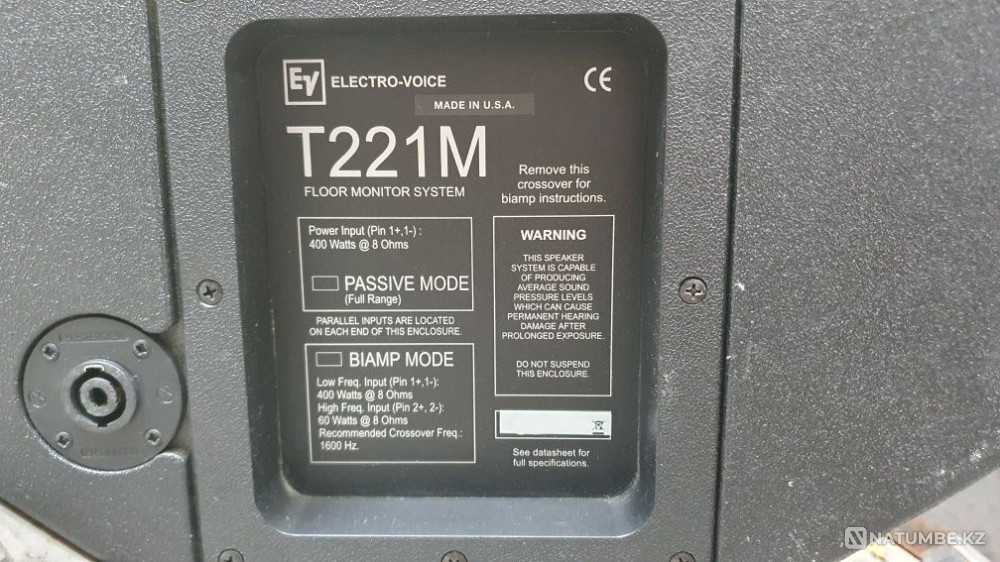 EV ELECTRO-VOICE
CE
MADE IN U.S.A.
T221M
FLOOR MONITOR SYSTEM
Remove this
crossover for
biamp instructions.
Power Input (Pin 1+,1-) :
400 Watts @ 8 Ohms
PASSIVE MODE
(Full Range)
PARALLEL INPUTS ARE LOCATED
ON EACH END OF THIS ENCLOSURE.
BIAMP MODE
Low Freq. Input (Pin 1+,1-):
400 Watts @ 8 Ohms
High Freq. Input (Pin 2+, 2-):
60 Watts @ 8 Ohms
Recommended Crossover Freq.:
1600 Hz.
WARNING
THIS SPEAKER
SYSTEM IS CAPABLE
OF PRODUCING
AVERAGE SOUND
PRESSURE LEVELS
WHICH CAN CAUSE
PERMANENT HEARING
DAMAGE AFTER
PROLONGED EXPOSURE.
DO NOT SUSPEND
THIS ENCLOSURE.
See datasheet for
full specifications.
NATUMBE.KZ